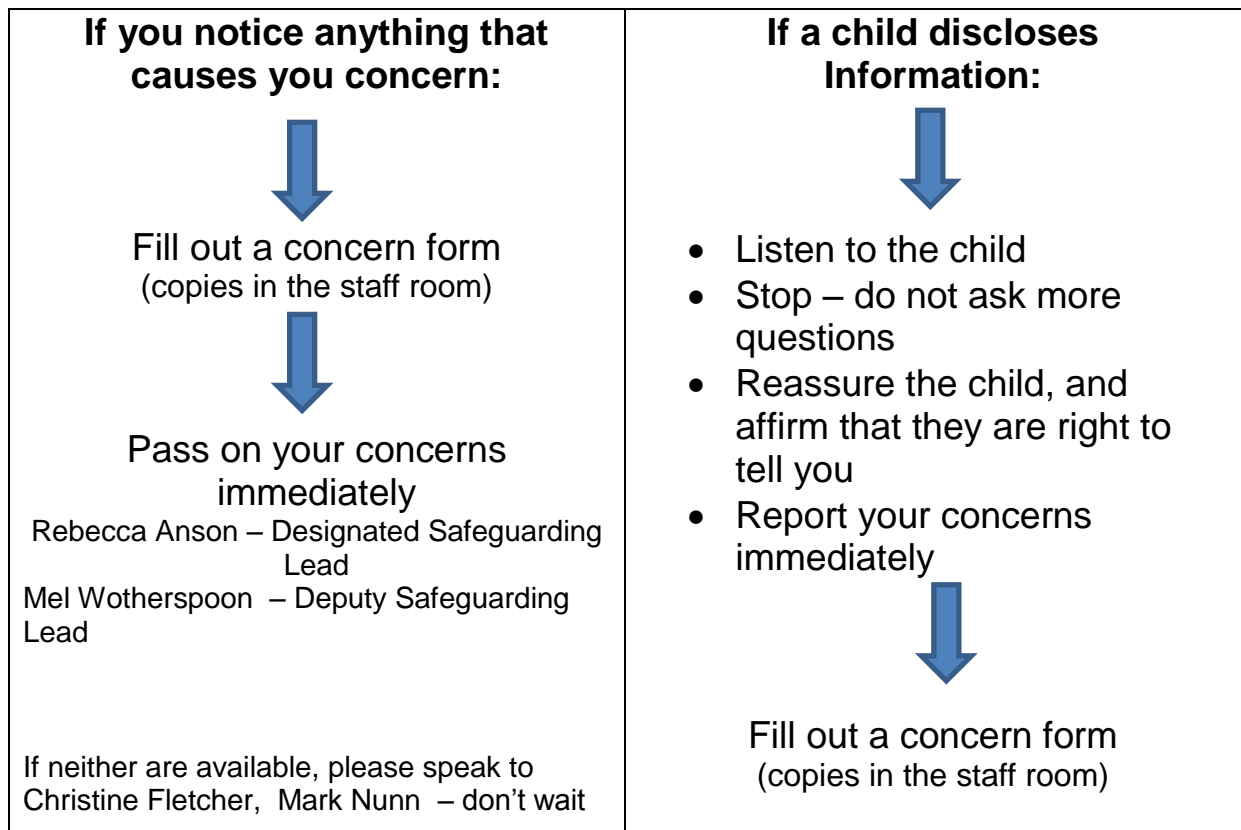 If you notice anything that
causes you concern:
Fill out a concern form
(copies in the staff room)
Pass on your concerns
immediately
Rebecca Anson – Designated Safeguarding
Lead
Mel Wotherspoon – Deputy Safeguarding
Lead
If neither are available, please speak to
Christine Fletcher, Mark Nunn – don't wait
If a child discloses
Information:
• Listen to the child
• Stop – do not ask more
questions
• Reassure the child, and
affirm that they are right to
tell you
• Report your concerns
immediately
Fill out a concern form
(copies in the staff room)